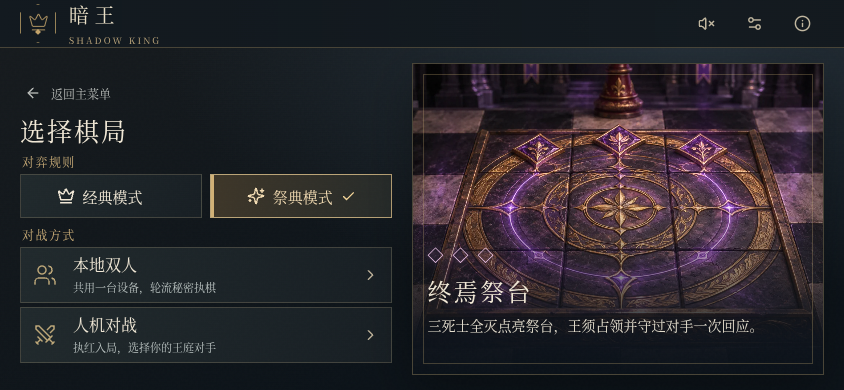 暗王
SHADOW KING
返回主菜单
选择棋局
对弈规则
经典模式
祭典模式
对战方式
本地双人
共用一台设备，轮流秘密执棋
人机对战
执红入局，选择你的王庭对手
终焉祭台
三死士全灭点亮祭台，王须占领并守过对手一次回应。